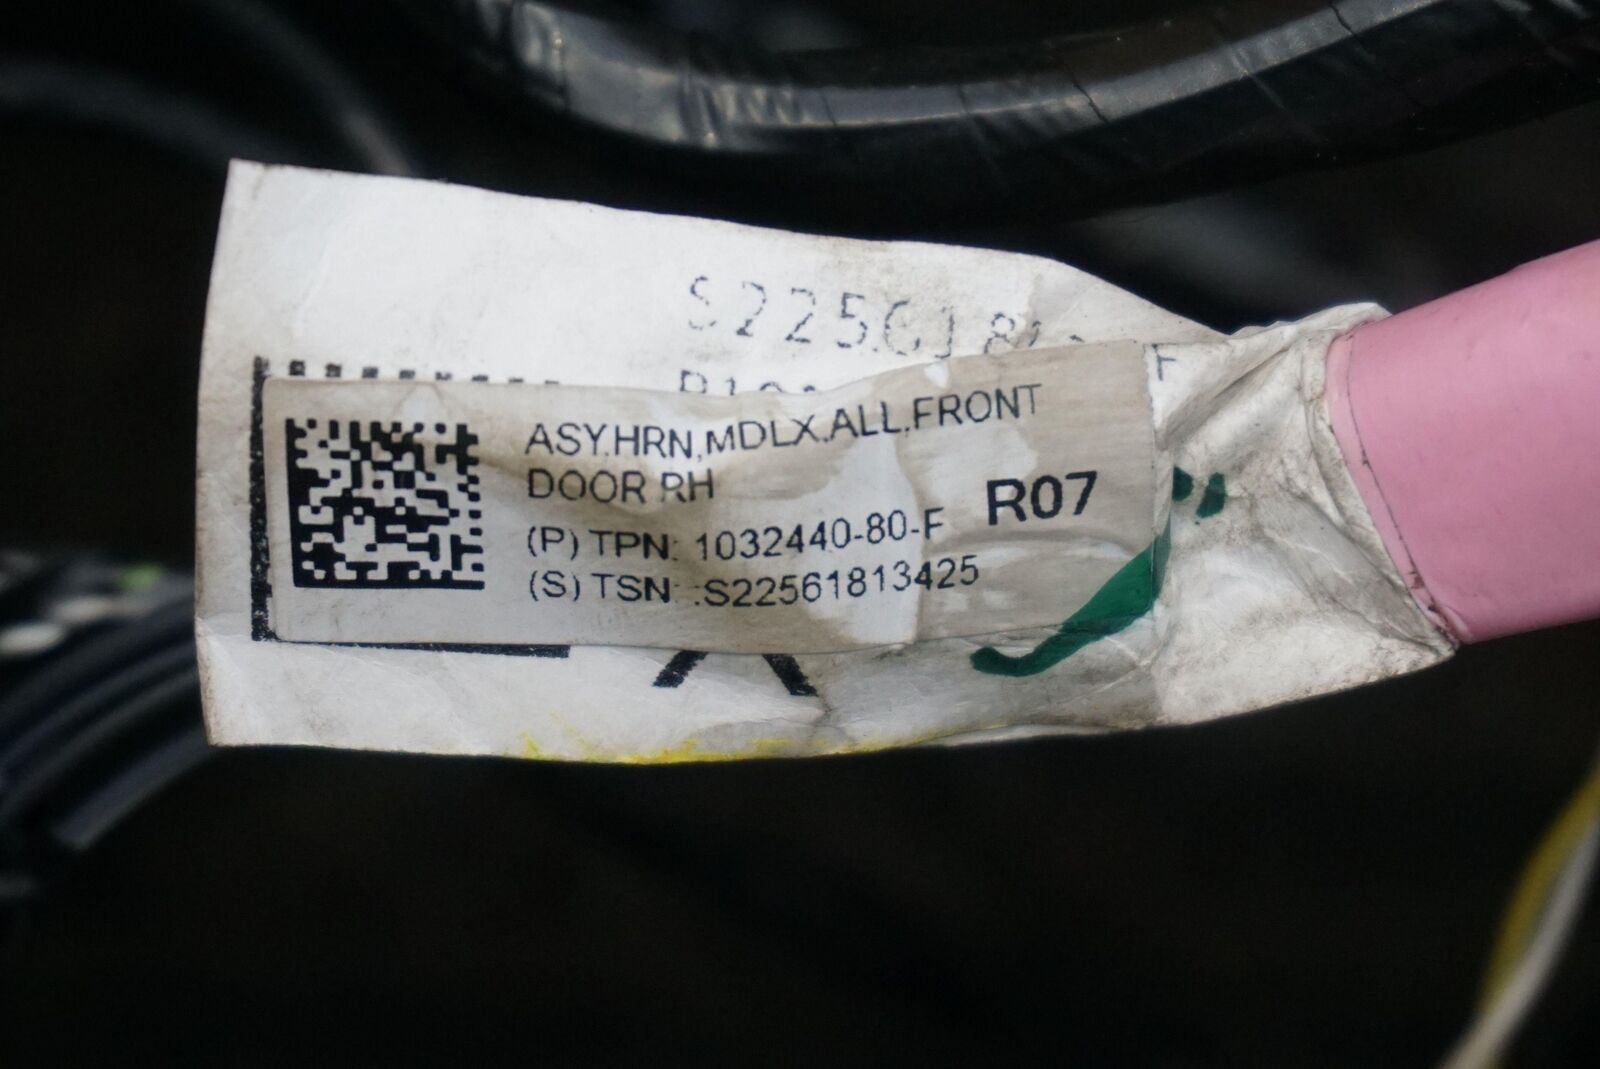 ASY.HRN,MDLX.ALL,FRONT
DOOR RH
R07
(P) TPN: 1032440-80-F
(S) TSN: :S22561813425